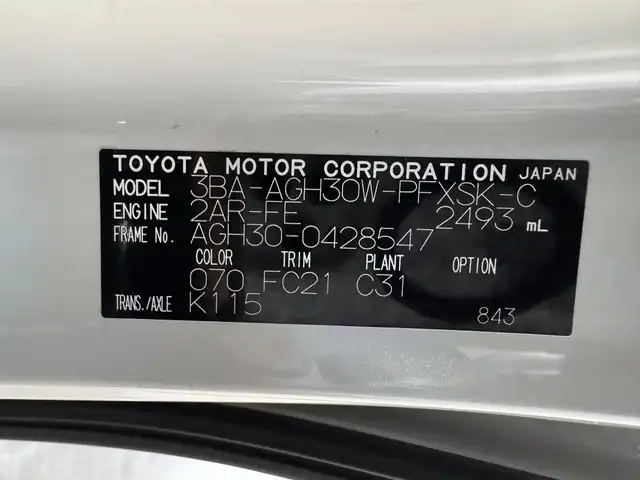 TOYOTA MOTOR CORPORATION JAPAN
MODEL 3BA-AGH30W-PFXSK-C
ENGINE 2AR-FE 2493 mL
FRAME No. AGH30-0428547
COLOR TRIM PLANT OPTION
070 FC21 C31
TRANS./AXLE K115 843